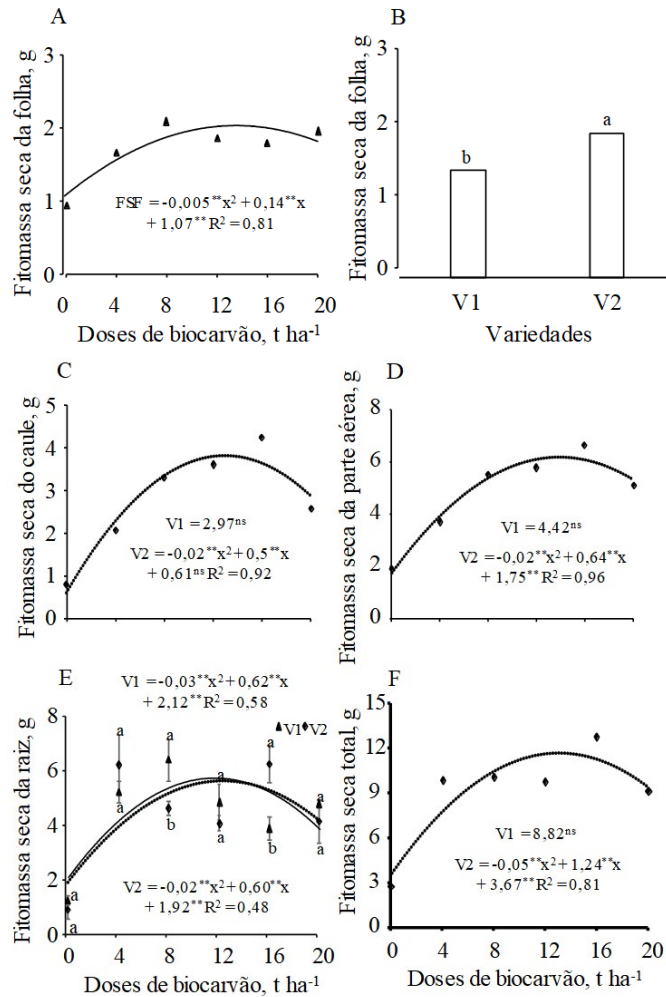 A
Fitomassa seca da folha, g
3
2
1
0
FSF = -0,005**x² + 0,14**x
+ 1,07** R² = 0,81
0 4 8 12 16 20
Doses de biocarvão, t ha⁻¹
B
Fitomassa seca da folha, g
3
2
1
0
b
a
V1 V2
Variedades
C
Fitomassa seca do caule, g
5
4
3
2
1
0
V1 = 2,97ⁿˢ
V2 = -0,02**x² + 0,5**x
+ 0,61ⁿˢ R² = 0,92
D
Fitomassa seca da parte aérea, g
8
6
4
2
0
V1 = 4,42ⁿˢ
V2 = -0,02**x² + 0,64**x
+ 1,75** R² = 0,96
E
V1 = -0,03**x² + 0,62**x
+ 2,12** R² = 0,58
V1 V2
Fitomassa seca da raiz, g
8
6
4
2
0
a
a
a
a
a
a
a
b
a
b
a
a
V2 = -0,02**x² + 0,60**x
+ 1,92** R² = 0,48
0 4 8 12 16 20
Doses de biocarvão, t ha⁻¹
F
Fitomassa seca total, g
15
12
9
6
3
0
V1 = 8,82ⁿˢ
V2 = -0,05**x² + 1,24**x
+ 3,67** R² = 0,81
0 4 8 12 16 20
Doses de biocarvão, t ha⁻¹